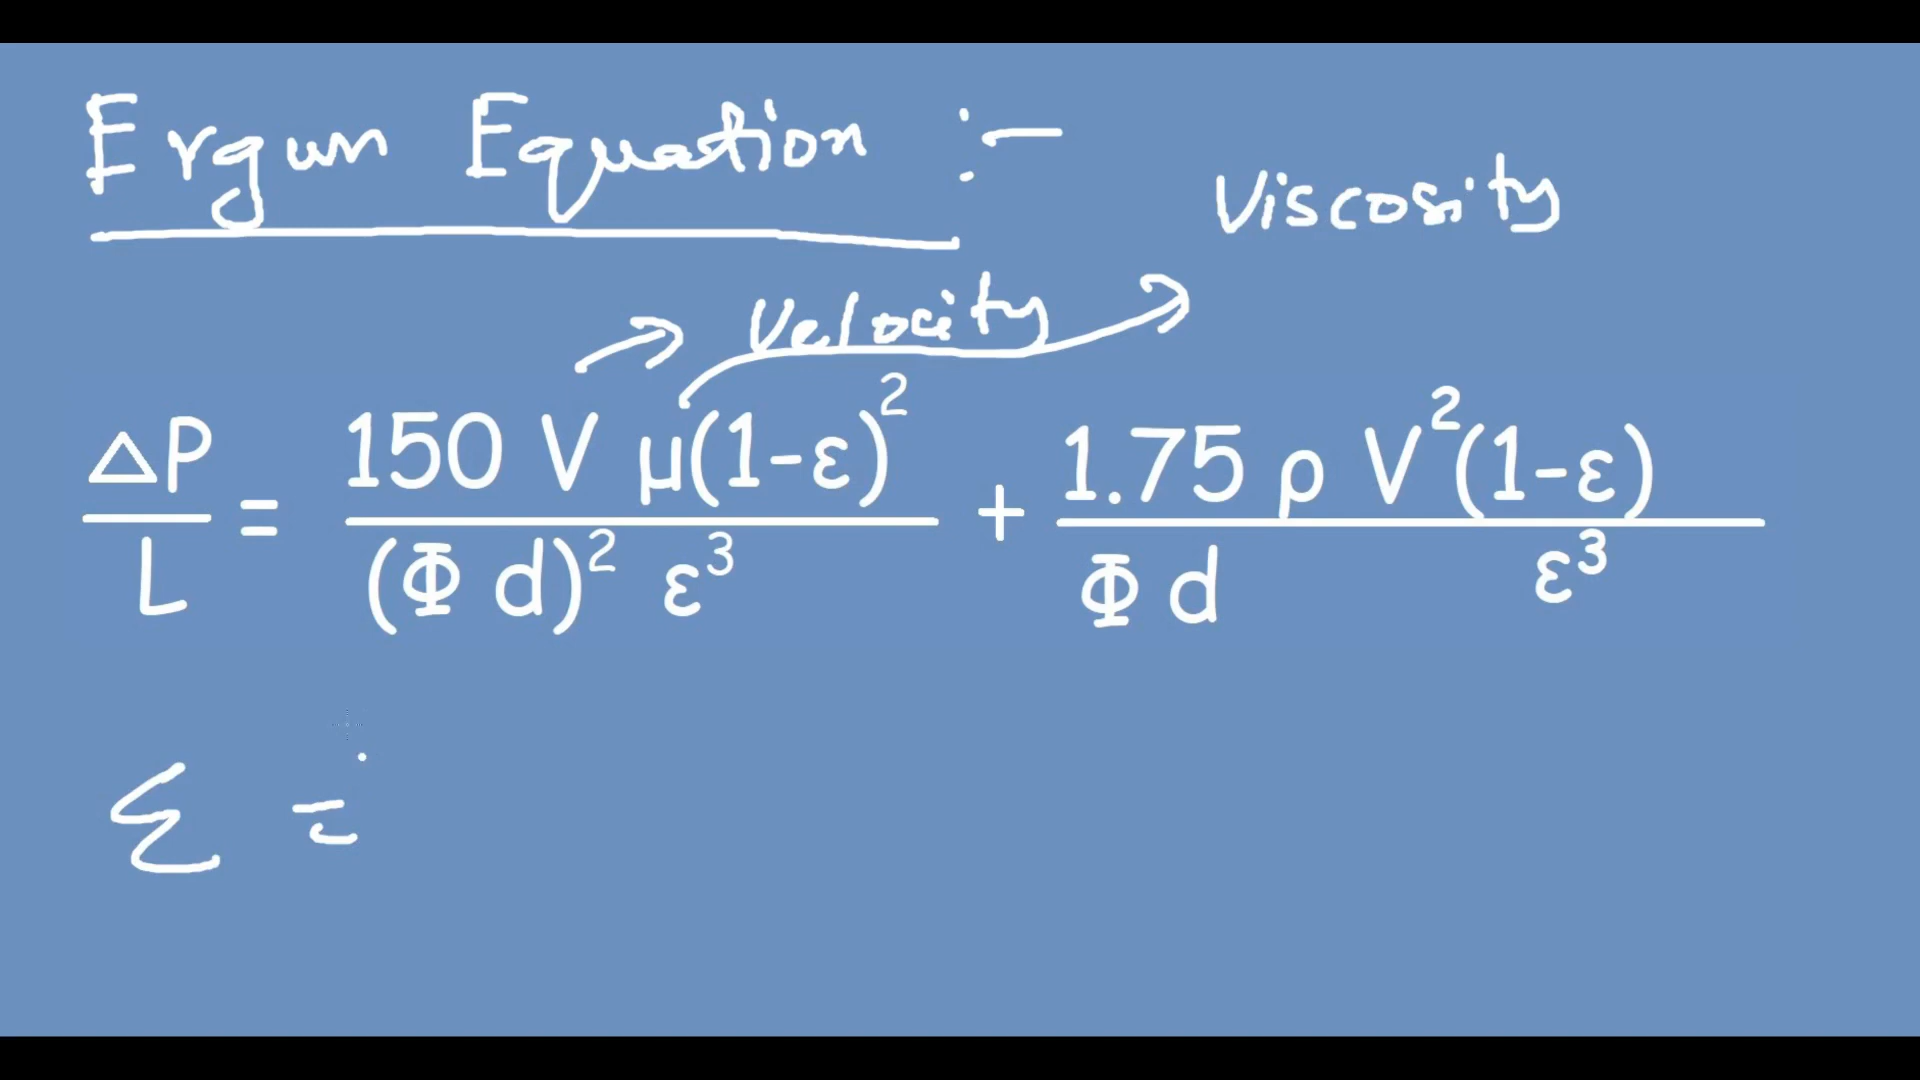 Ergun Equation :-
Viscosity
Velocity
ΔP/L = 150 V μ(1-ε)²/(Φ d)² ε³ + 1.75 ρ V²(1-ε)/Φ d ε³
Σ =